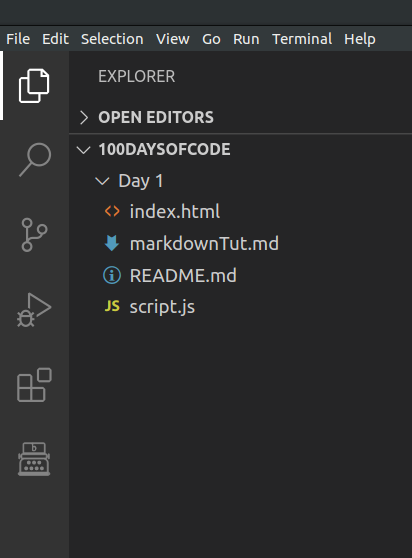 File Edit Selection View Go Run Terminal Help
EXPLORER
OPEN EDITORS
100DAYSOFCODE
Day 1
<> index.html
markdownTut.md
README.md
JS script.js
b